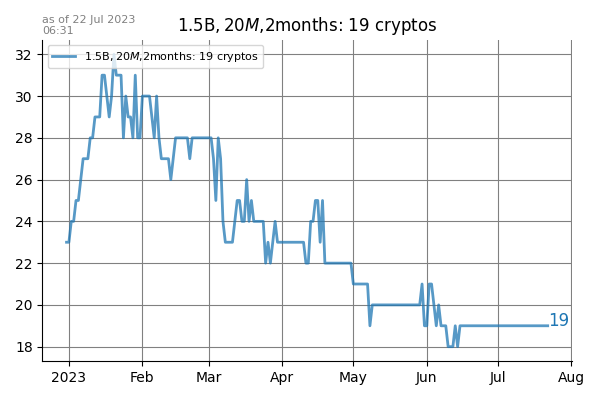 as of 22 Jul 2023
06:31
1.5B, 20M,2months: 19 cryptos
1.5B, 20M,2months: 19 cryptos
32
30
28
26
24
22
20
18
19
2023 Feb Mar Apr May Jun Jul Aug